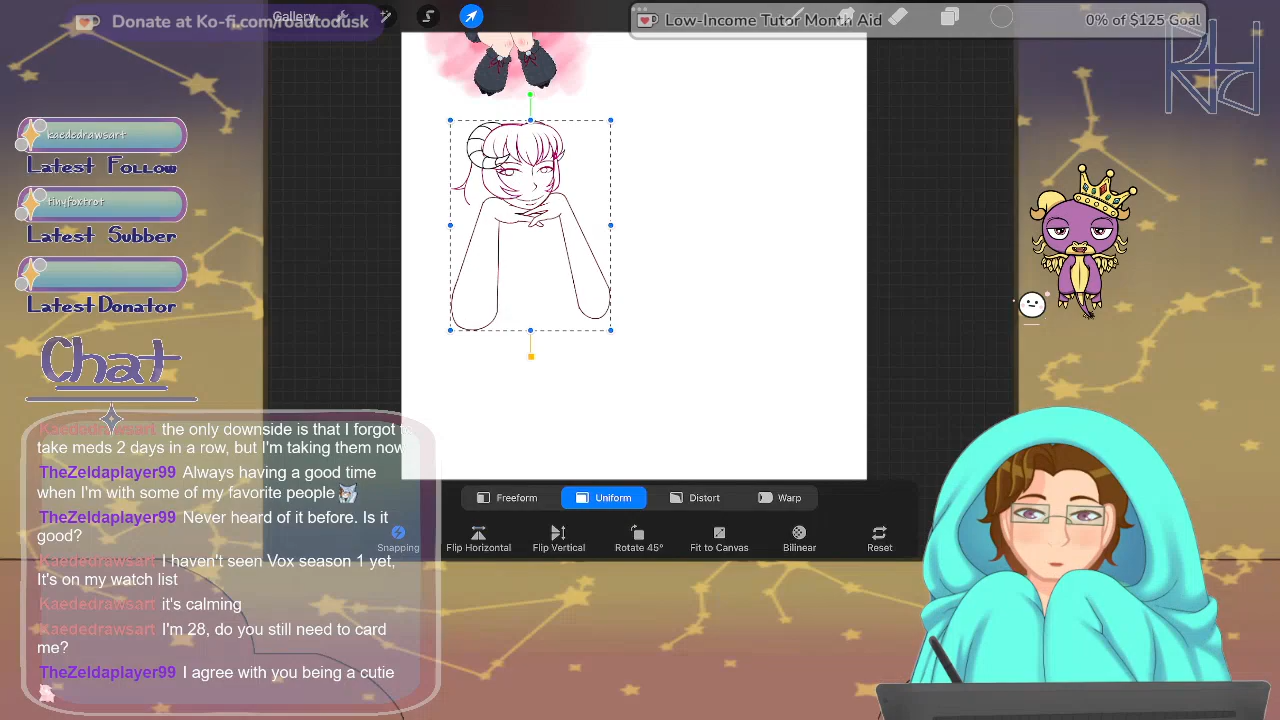 Donate at Ko-fi.com/roadtodusk
Gallery
Low-Income Tutor Month Aid
0% of $125 Goal
kaededrawsart
Latest Follow
tinyfoxtrot
Latest Subber
Latest Donator
Chat
Kaededrawsart the only downside is that I forgot
take meds 2 days in a row, but I'm taking them now
TheZeldaplayer99 Always having a good time
when I'm with some of my favorite people
TheZeldaplayer99 Never heard of it before. Is it
good?
Kaededrawsart I haven't seen Vox season 1 yet,
It's on my watch list
Kaededrawsart it's calming
Kaededrawsart I'm 28, do you still need to card
me?
TheZeldaplayer99 I agree with you being a cutie
Freeform
Uniform
Distort
Warp
Snapping
Flip Horizontal
Flip Vertical
Rotate 45°
Fit to Canvas
Bilinear
Reset